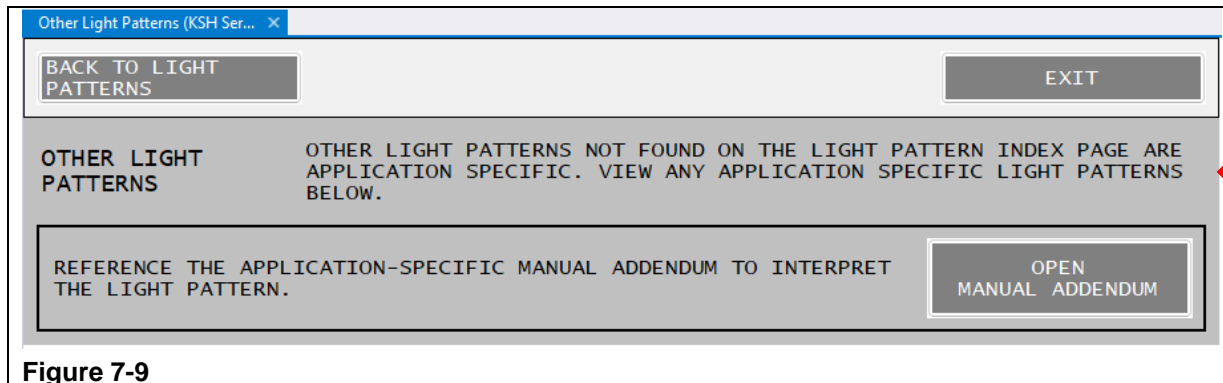 Other Light Patterns (KSH Ser... ×
BACK TO LIGHT
PATTERNS
EXIT
OTHER LIGHT
PATTERNS
OTHER LIGHT PATTERNS NOT FOUND ON THE LIGHT PATTERN INDEX PAGE ARE
APPLICATION SPECIFIC. VIEW ANY APPLICATION SPECIFIC LIGHT PATTERNS
BELOW.
REFERENCE THE APPLICATION-SPECIFIC MANUAL ADDENDUM TO INTERPRET
THE LIGHT PATTERN.
OPEN
MANUAL ADDENDUM
Figure 7-9